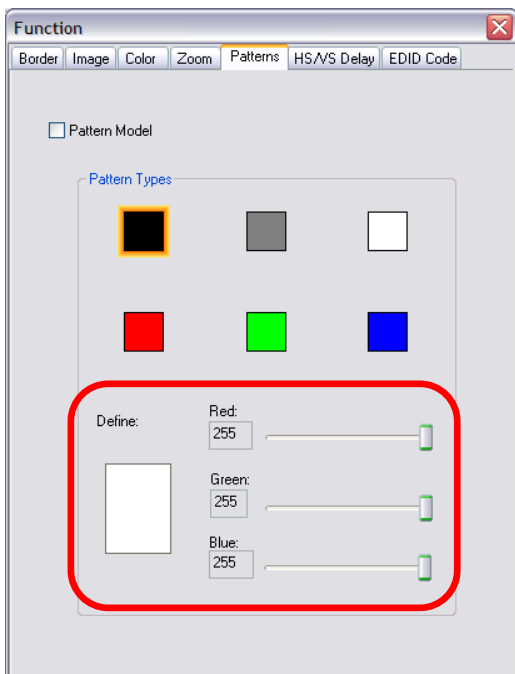 Function
Border Image Color Zoom Patterns HS/VS Delay EDID Code
Pattern Model
Pattern Types
Define:
Red:
255
Green:
255
Blue:
255